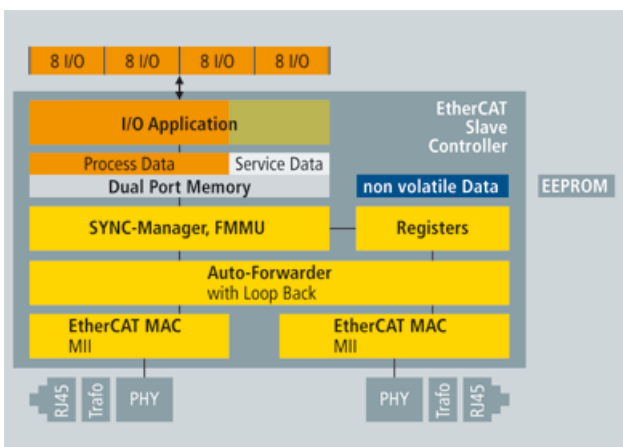 8 I/O 8 I/O 8 I/O 8 I/O
I/O Application
EtherCAT
Slave
Controller
Process Data Service Data
Dual Port Memory
non volatile Data
EEPROM
SYNC-Manager, FMMU
Registers
Auto-Forwarder
with Loop Back
EtherCAT MAC
MII
EtherCAT MAC
MII
RJ45 Trafo PHY
PHY Trafo RJ45